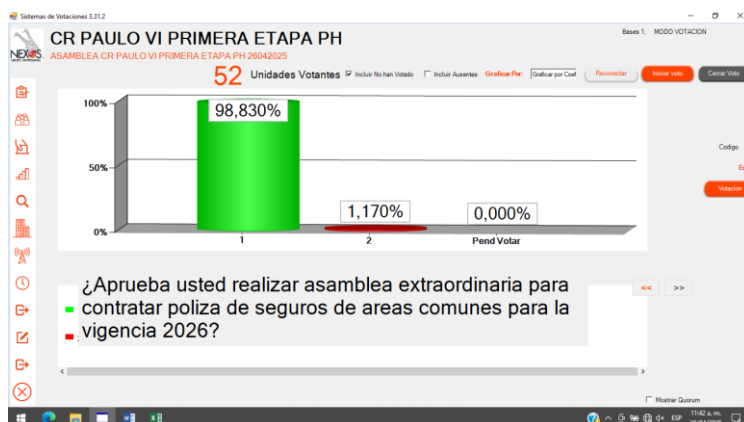 Sistemas de Votaciones 3.31.2
CR PAULO VI PRIMERA ETAPA PH
Bases 1, MODO VOTACION
NEXOS
ASAMBLEA CR PAULO VI PRIMERA ETAPA PH 26042025
52 Unidades Votantes Incluir No han Votado Incluir Ausentes Graficar Por: Graficar por Coef Reconectar Iniciar voto Cerrar Voto
100%
98,830%
Codigo
50%
Votacion
1,170%
0,000%
0%
1 2 Pend Votar
¿Aprueba usted realizar asamblea extraordinaria para
contratar poliza de seguros de areas comunes para la
vigencia 2026?
<< >>
Mostrar Quorum
ESP 11:42 a. m.